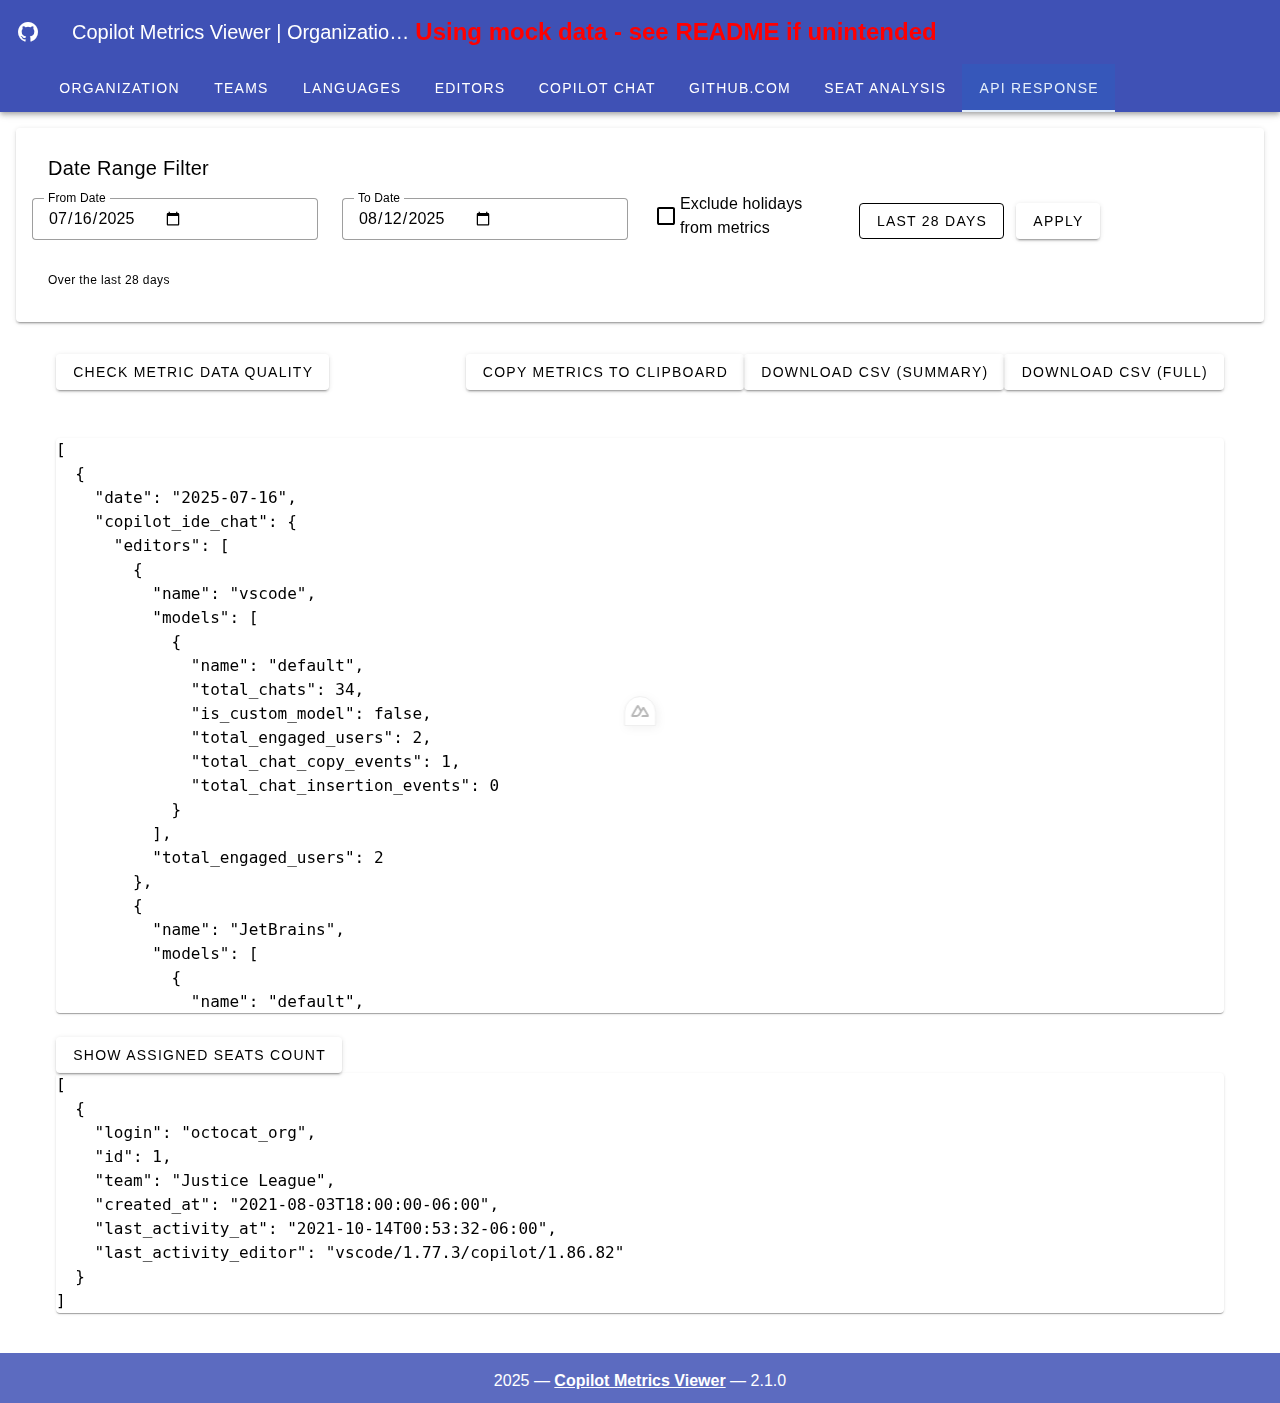 Copilot Metrics Viewer | Organizatio… Using mock data - see README if unintended
ORGANIZATION TEAMS LANGUAGES EDITORS COPILOT CHAT GITHUB.COM SEAT ANALYSIS API RESPONSE
Date Range Filter
From Date To Date
07/16/2025 08/12/2025
Exclude holidays
from metrics
LAST 28 DAYS APPLY
Over the last 28 days
CHECK METRIC DATA QUALITY COPY METRICS TO CLIPBOARD DOWNLOAD CSV (SUMMARY) DOWNLOAD CSV (FULL)
[
  {
    "date": "2025-07-16",
    "copilot_ide_chat": {
      "editors": [
        {
          "name": "vscode",
          "models": [
            {
              "name": "default",
              "total_chats": 34,
              "is_custom_model": false,
              "total_engaged_users": 2,
              "total_chat_copy_events": 1,
              "total_chat_insertion_events": 0
            }
          ],
          "total_engaged_users": 2
        },
        {
          "name": "JetBrains",
          "models": [
            {
              "name": "default",
SHOW ASSIGNED SEATS COUNT
[
  {
    "login": "octocat_org",
    "id": 1,
    "team": "Justice League",
    "created_at": "2021-08-03T18:00:00-06:00",
    "last_activity_at": "2021-10-14T00:53:32-06:00",
    "last_activity_editor": "vscode/1.77.3/copilot/1.86.82"
  }
]
2025 — Copilot Metrics Viewer — 2.1.0